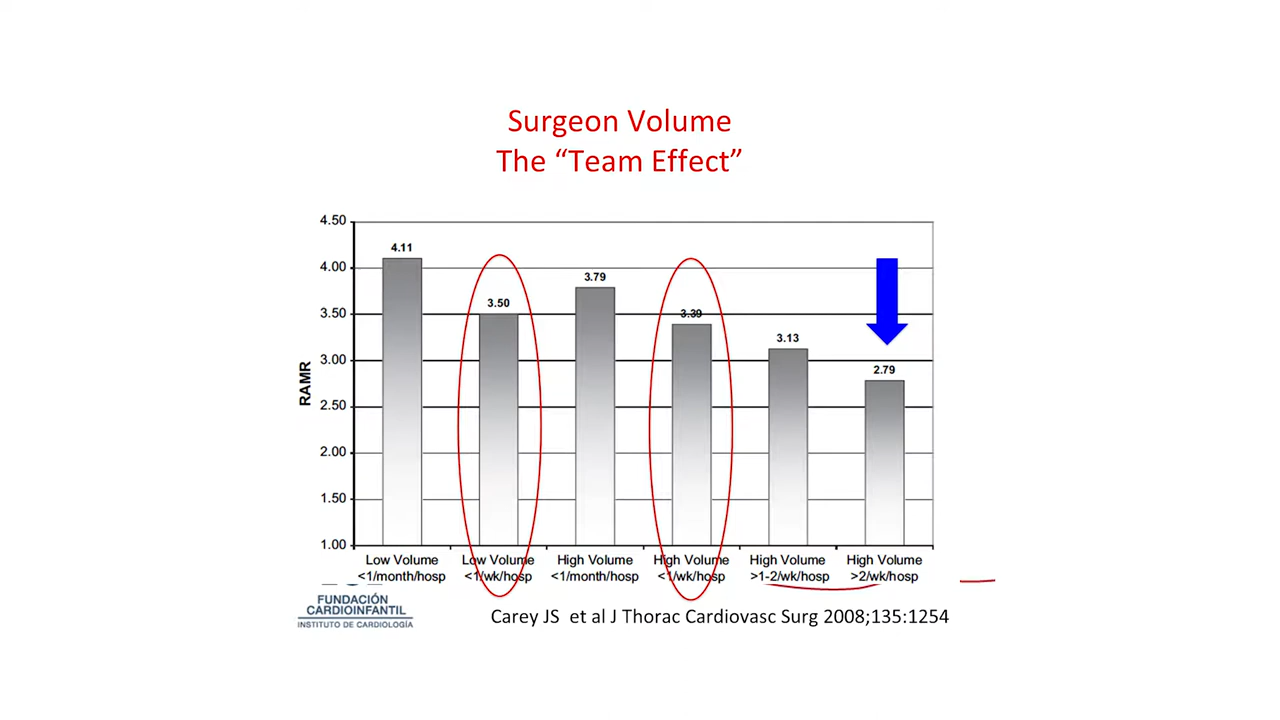 Surgeon Volume
The “Team Effect”
4.50
4.00
3.50
3.00
2.50
2.00
1.50
1.00
RAMR
4.11
3.50
3.79
3.39
3.13
2.79
Low Volume
<1/month/hosp
Low Volume
<1/wk/hosp
High Volume
<1/month/hosp
High Volume
<1/wk/hosp
High Volume
>1-2/wk/hosp
High Volume
>2/wk/hosp
FUNDACIÓN
CARDIOINFANTIL
INSTITUTO DE CARDIOLOGÍA
Carey JS et al J Thorac Cardiovasc Surg 2008;135:1254